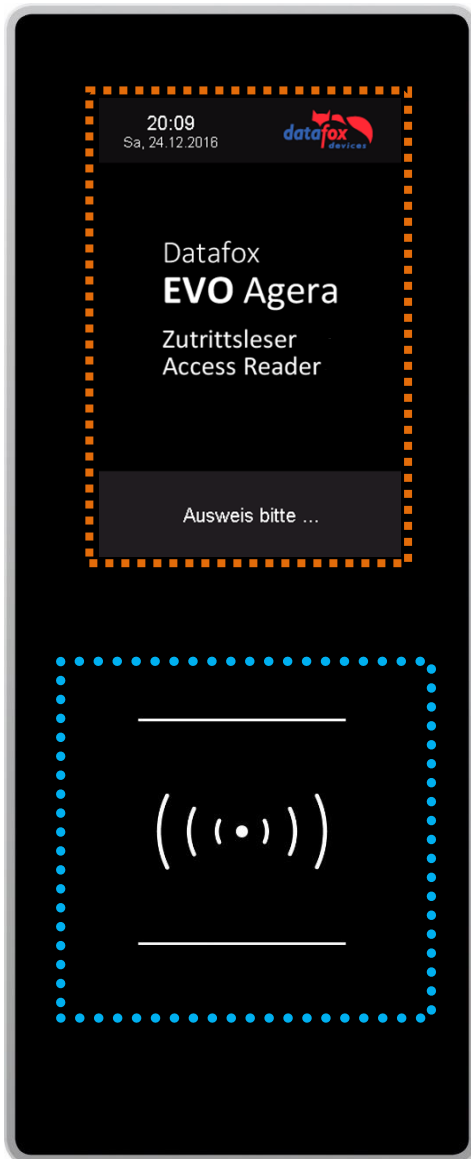 20:09
Sa, 24.12.2016
datafox
devices
Datafox
EVO Agera
Zutrittsleser
Access Reader
Ausweis bitte ...